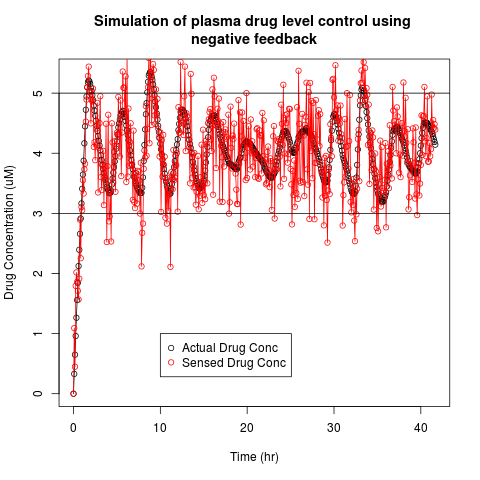 Simulation of plasma drug level control using
negative feedback
Drug Concentration (uM)
5
4
3
2
1
0
Actual Drug Conc
Sensed Drug Conc
0 10 20 30 40
Time (hr)